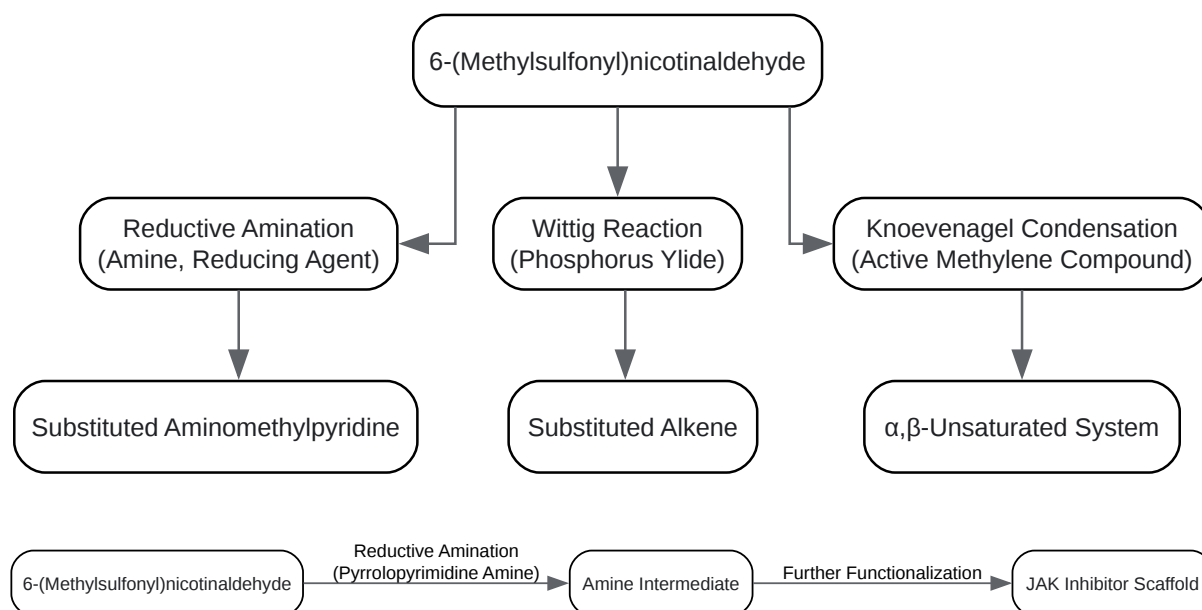 6-(Methylsulfonyl)nicotinaldehyde
Reductive Amination
(Amine, Reducing Agent)
Wittig Reaction
(Phosphorus Ylide)
Knoevenagel Condensation
(Active Methylene Compound)
Substituted Aminomethylpyridine
Substituted Alkene
α,β-Unsaturated System
6-(Methylsulfonyl)nicotinaldehyde
Reductive Amination
(Pyrrolopyrimidine Amine)
Amine Intermediate
Further Functionalization
JAK Inhibitor Scaffold